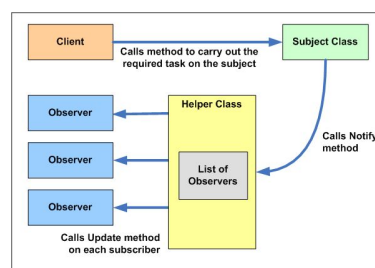 Client
Subject Class
Calls method to carry out the
required task on the subject
Helper Class
Observer
Calls Notify
method
Observer
List of
Observers
Observer
Calls Update method
on each subscriber